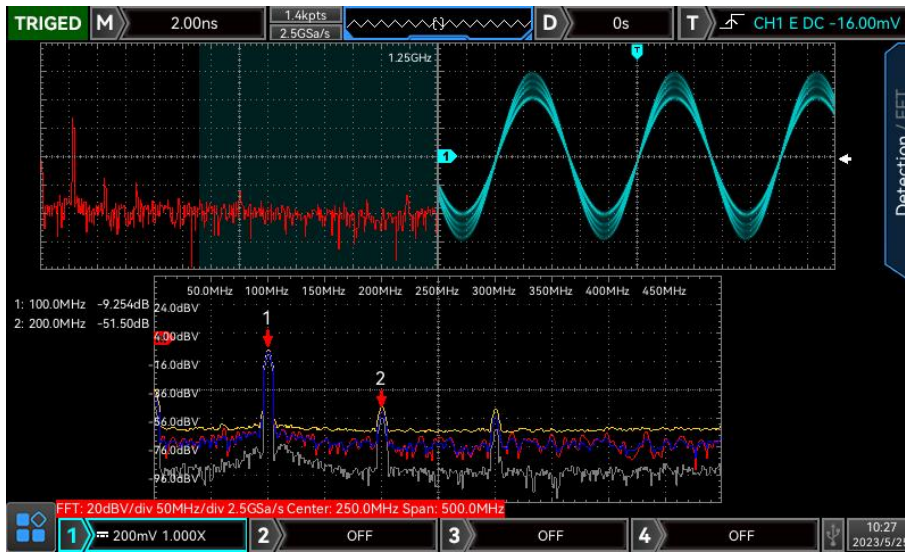 TRIGED M 2.00ns 1.4kpts 2.5GSa/s D 0s T CH1 E DC -16.00mV
1.25GHz
T
1
Detection / FFT
50.0MHz 100MHz 150MHz 200MHz 250MHz 300MHz 350MHz 400MHz 450MHz
1: 100.0MHz -9.254dB
2: 200.0MHz -51.50dB
24.0dBV
1
4.00dBV
-16.0dBV
2
-36.0dBV
-56.0dBV
-76.0dBV
-96.0dBV
FFT: 20dBV/div 50MHz/div 2.5GSa/s Center: 250.0MHz Span: 500.0MHz
1 200mV 1.000X 2 OFF 3 OFF 4 OFF 10:27
2023/5/25